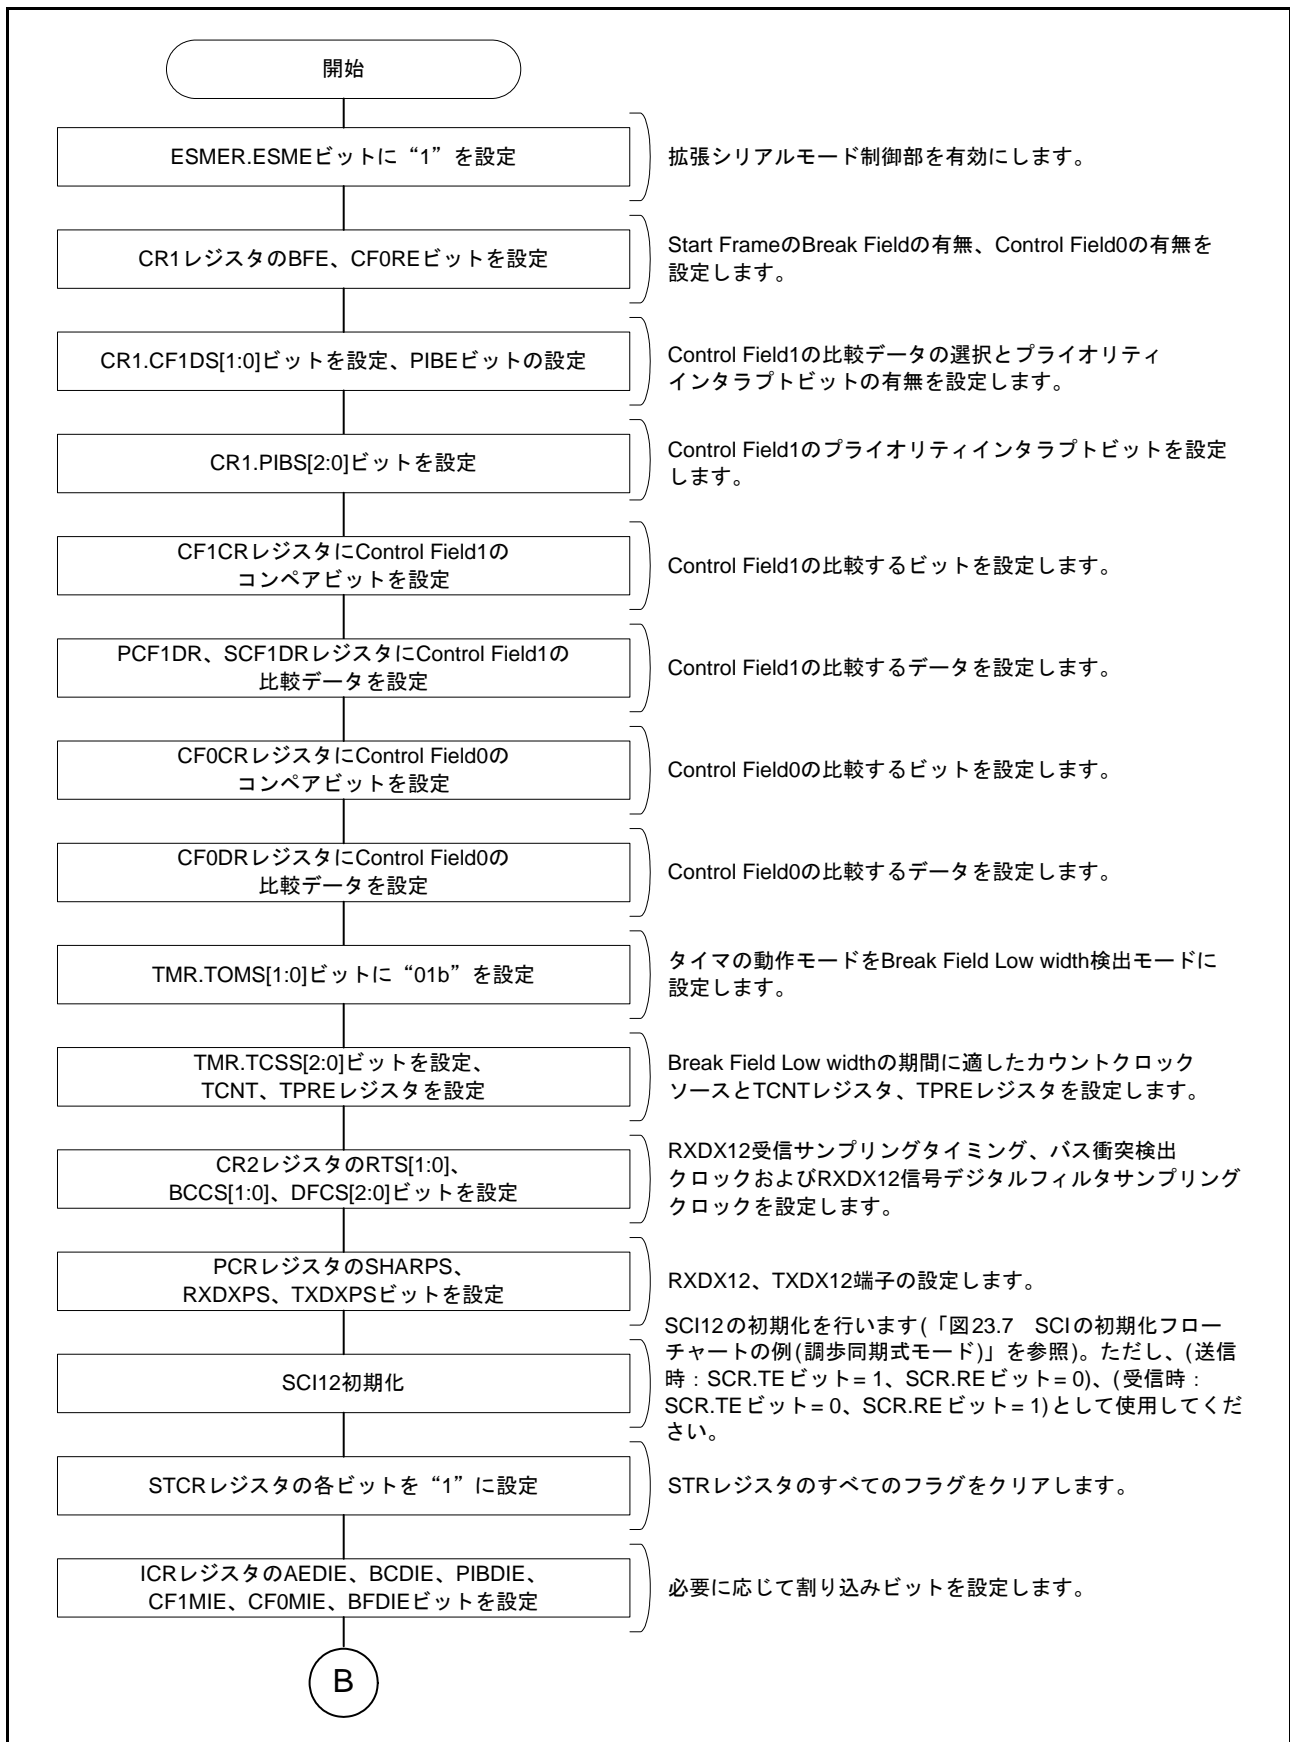 開始
ESMER.ESMEビットに“1”を設定
拡張シリアルモード制御部を有効にします。
CR1レジスタのBFE、CF0REビットを設定
Start FrameのBreak Fieldの有無、Control Field0の有無を
設定します。
CR1.CF1DS[1:0]ビットを設定、PIBEビットの設定
Control Field1の比較データの選択とプライオリティ
インタラプトビットの有無を設定します。
CR1.PIBS[2:0]ビットを設定
Control Field1のプライオリティインタラプトビットを設定
します。
CF1CRレジスタにControl Field1の
コンペアビットを設定
Control Field1の比較するビットを設定します。
PCF1DR、SCF1DRレジスタにControl Field1の
比較データを設定
Control Field1の比較するデータを設定します。
CF0CRレジスタにControl Field0の
コンペアビットを設定
Control Field0の比較するビットを設定します。
CF0DRレジスタにControl Field0の
比較データを設定
Control Field0の比較するデータを設定します。
TMR.TOMS[1:0]ビットに“01b”を設定
タイマの動作モードをBreak Field Low width検出モードに
設定します。
TMR.TCSS[2:0]ビットを設定、
TCNT、TPREレジスタを設定
Break Field Low widthの期間に適したカウントクロック
ソースとTCNTレジスタ、TPREレジスタを設定します。
CR2レジスタのRTS[1:0]、
BCCS[1:0]、DFCS[2:0]ビットを設定
RXDX12受信サンプリングタイミング、バス衝突検出
クロックおよびRXDX12信号デジタルフィルタサンプリング
クロックを設定します。
PCRレジスタのSHARPS、
RXDXPS、TXDXPSビットを設定
RXDX12、TXDX12端子の設定します。
SCI12初期化
SCI12の初期化を行います(「図23.7 SCIの初期化フロー
チャートの例(調歩同期式モード)」を参照)。ただし、(送信
時：SCR.TEビット= 1、SCR.REビット= 0)、(受信時：
SCR.TEビット= 0、SCR.REビット= 1)として使用してくだ
さい。
STCRレジスタの各ビットを“1”に設定
STRレジスタのすべてのフラグをクリアします。
ICRレジスタのAEDIE、BCDIE、PIBDIE、
CF1MIE、CF0MIE、BFDIEビットを設定
必要に応じて割り込みビットを設定します。
B